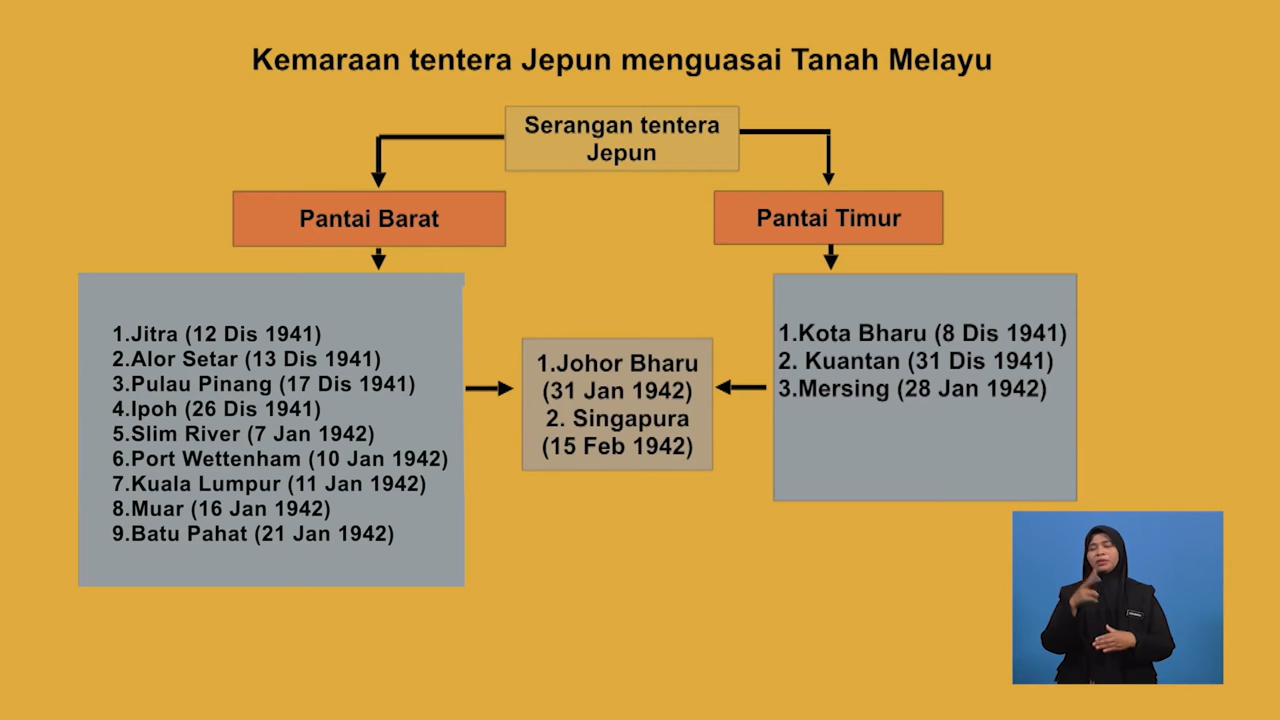 Kemaraan tentera Jepun menguasai Tanah Melayu
Serangan tentera
Jepun
Pantai Barat
Pantai Timur
1.Jitra (12 Dis 1941)
2.Alor Setar (13 Dis 1941)
3.Pulau Pinang (17 Dis 1941)
4.Ipoh (26 Dis 1941)
5.Slim River (7 Jan 1942)
6.Port Wettenham (10 Jan 1942)
7.Kuala Lumpur (11 Jan 1942)
8.Muar (16 Jan 1942)
9.Batu Pahat (21 Jan 1942)
1.Johor Bharu
(31 Jan 1942)
2. Singapura
(15 Feb 1942)
1.Kota Bharu (8 Dis 1941)
2. Kuantan (31 Dis 1941)
3.Mersing (28 Jan 1942)